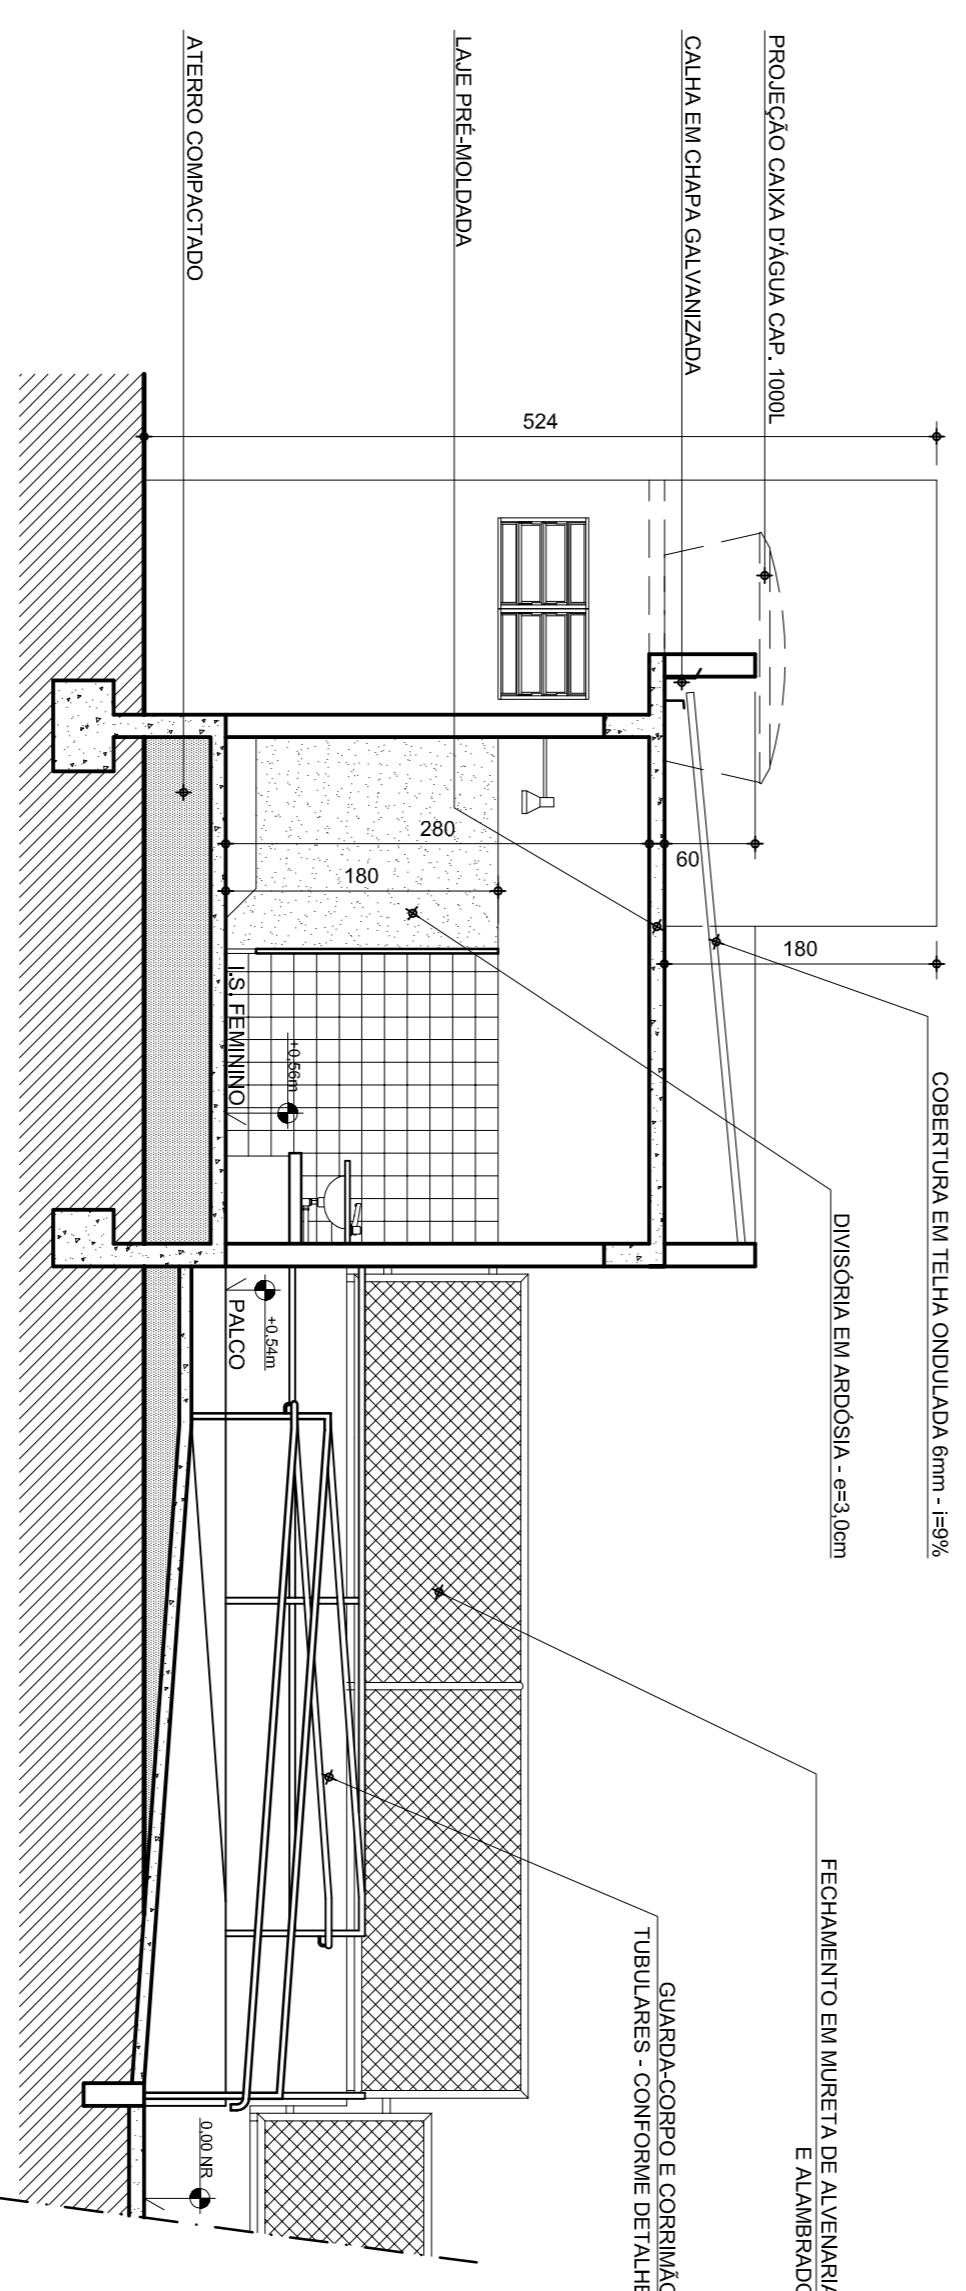 PROJEÇÃO CAIXA D'ÁGUA CAP. 1000L
CALHA EM CHAPA GALVANIZADA
LAJE PRÉ-MOLDADA
ATERRO COMPACTADO
524
280
180
60
180
COBERTURA EM TELHA ONDULADA 6mm - i=9%
DIVISÓRIA EM ARDÓSIA - e=3,0cm
I.S. FEMININO
+0,56m
PALCO
+0,54m
FECHAMENTO EM MURETA DE ALVENARIA
E ALAMBRADO
GUARDA-CORPO E CORRIMÃO
TUBULARES - CONFORME DETALHE
0,00 NR